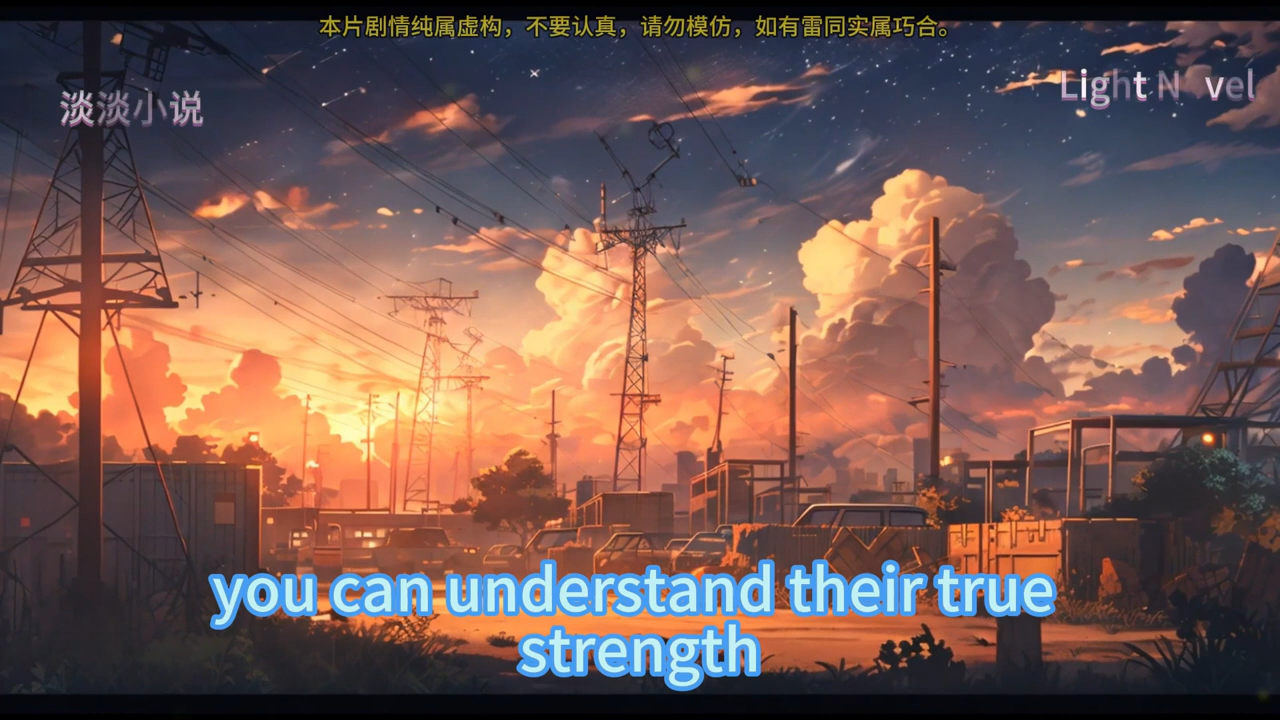 本片剧情纯属虚构，不要认真，请勿模仿，如有雷同实属巧合。
淡淡小说
Light N vel
you can understand their true
strength